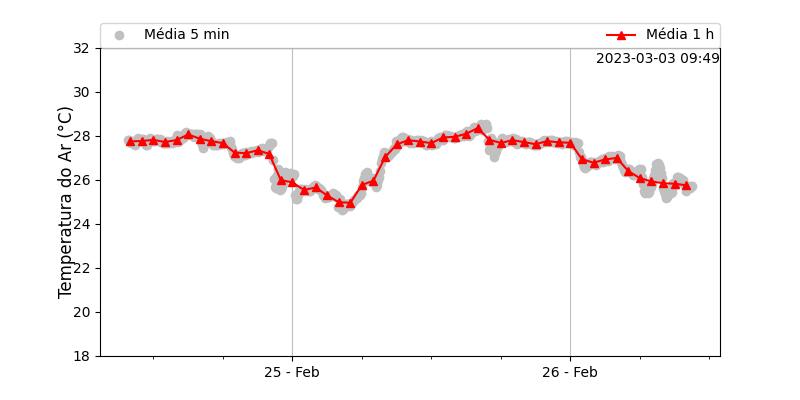 Média 5 min
Média 1 h
2023-03-03 09:49
Temperatura do Ar (°C)
32
30
28
26
24
22
20
18
25 - Feb
26 - Feb